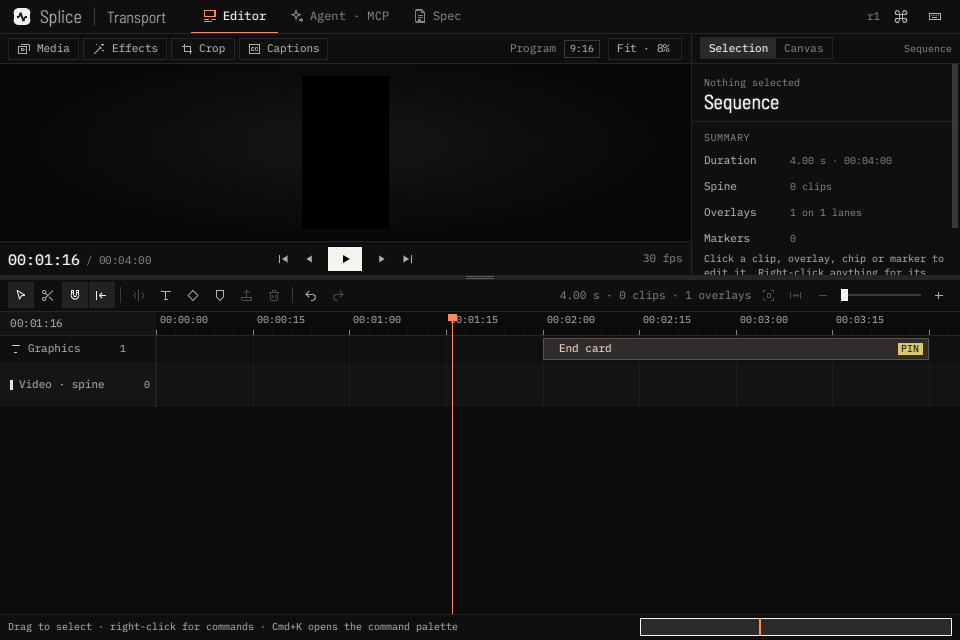 Splice Transport Editor Agent · MCP Spec r1
Media Effects Crop Captions Program 9:16 Fit · 8% Selection Canvas Sequence
Nothing selected
Sequence
SUMMARY
Duration 4.00 s · 00:04:00
Spine 0 clips
Overlays 1 on 1 lanes
Markers 0
Click a clip, overlay, chip or marker to
edit it. Right-click anything for its
00:01:16 / 00:04:00 30 fps
4.00 s · 0 clips · 1 overlays
00:01:16 00:00:00 00:00:15 00:01:00 00:01:15 00:02:00 00:02:15 00:03:00 00:03:15
Graphics 1 End card PIN
Video · spine 0
Drag to select · right-click for commands · Cmd+K opens the command palette